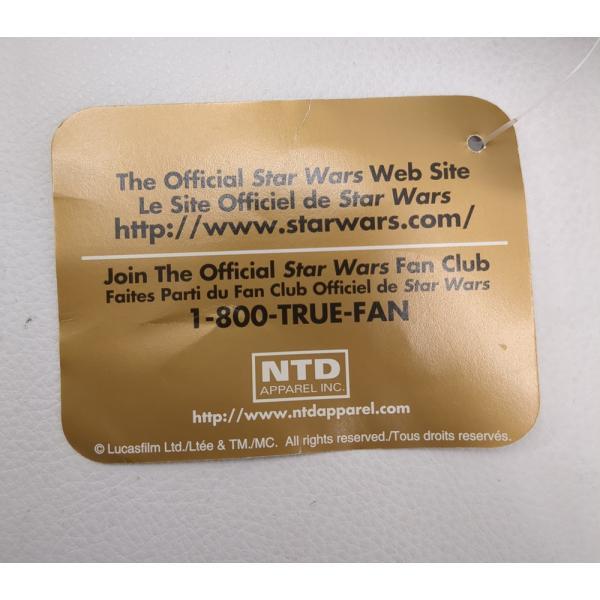 The Official Star Wars Web Site
Le Site Officiel de Star Wars
http://www.starwars.com/
Join The Official Star Wars Fan Club
Faites Parti du Fan Club Officiel de Star Wars
1-800-TRUE-FAN
NTD
APPAREL INC.
http://www.ntdapparel.com
© Lucasfilm Ltd./Ltée & TM./MC. All rights reserved./Tous droits reservés.